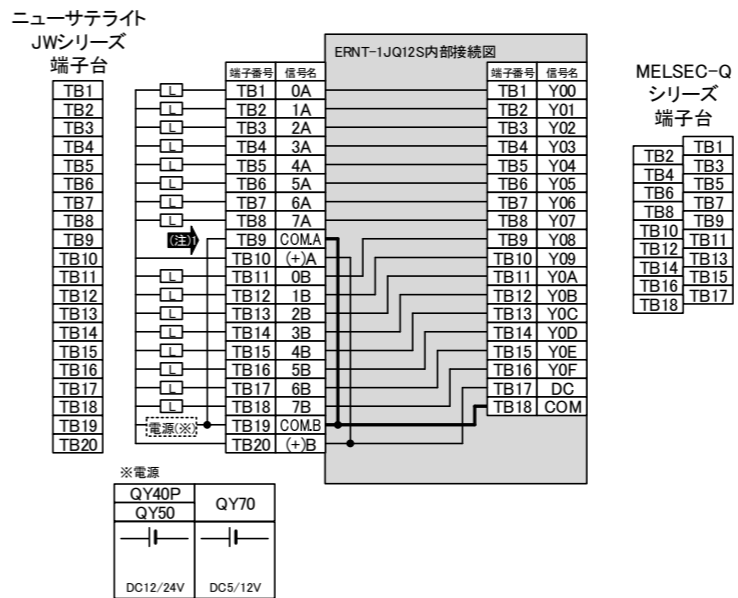 ニューサテライト
JWシリーズ
端子台
TB1
TB2
TB3
TB4
TB5
TB6
TB7
TB8
TB9
TB10
TB11
TB12
TB13
TB14
TB15
TB16
TB17
TB18
TB19
TB20
L
L
L
L
L
L
L
L
(注)1
L
L
L
L
L
L
L
L
電源(※)
端子番号 信号名
TB1 0A
TB2 1A
TB3 2A
TB4 3A
TB5 4A
TB6 5A
TB7 6A
TB8 7A
TB9 COM.A
TB10 (+)A
TB11 0B
TB12 1B
TB13 2B
TB14 3B
TB15 4B
TB16 5B
TB17 6B
TB18 7B
TB19 COM.B
TB20 (+)B
ERNT-1JQ12S内部接続図
端子番号 信号名
TB1 Y00
TB2 Y01
TB3 Y02
TB4 Y03
TB5 Y04
TB6 Y05
TB7 Y06
TB8 Y07
TB9 Y08
TB10 Y09
TB11 Y0A
TB12 Y0B
TB13 Y0C
TB14 Y0D
TB15 Y0E
TB16 Y0F
TB17 DC
TB18 COM
MELSEC-Q
シリーズ
端子台
TB1
TB2
TB3
TB4
TB5
TB6
TB7
TB8
TB9
TB10
TB11
TB12
TB13
TB14
TB15
TB16
TB17
TB18
※電源
QY40P
QY50
QY70
DC12/24V
DC5/12V